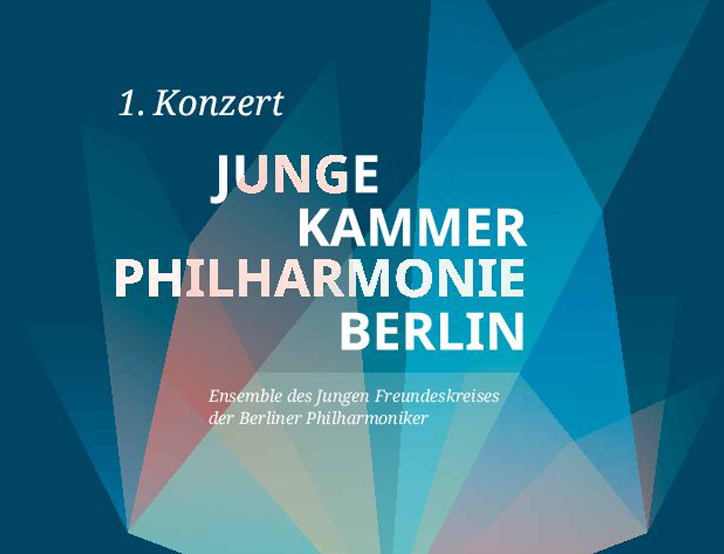 1. Konzert
JUNGE
KAMMER
PHILHARMONIE
BERLIN
Ensemble des Jungen Freundeskreises
der Berliner Philharmoniker